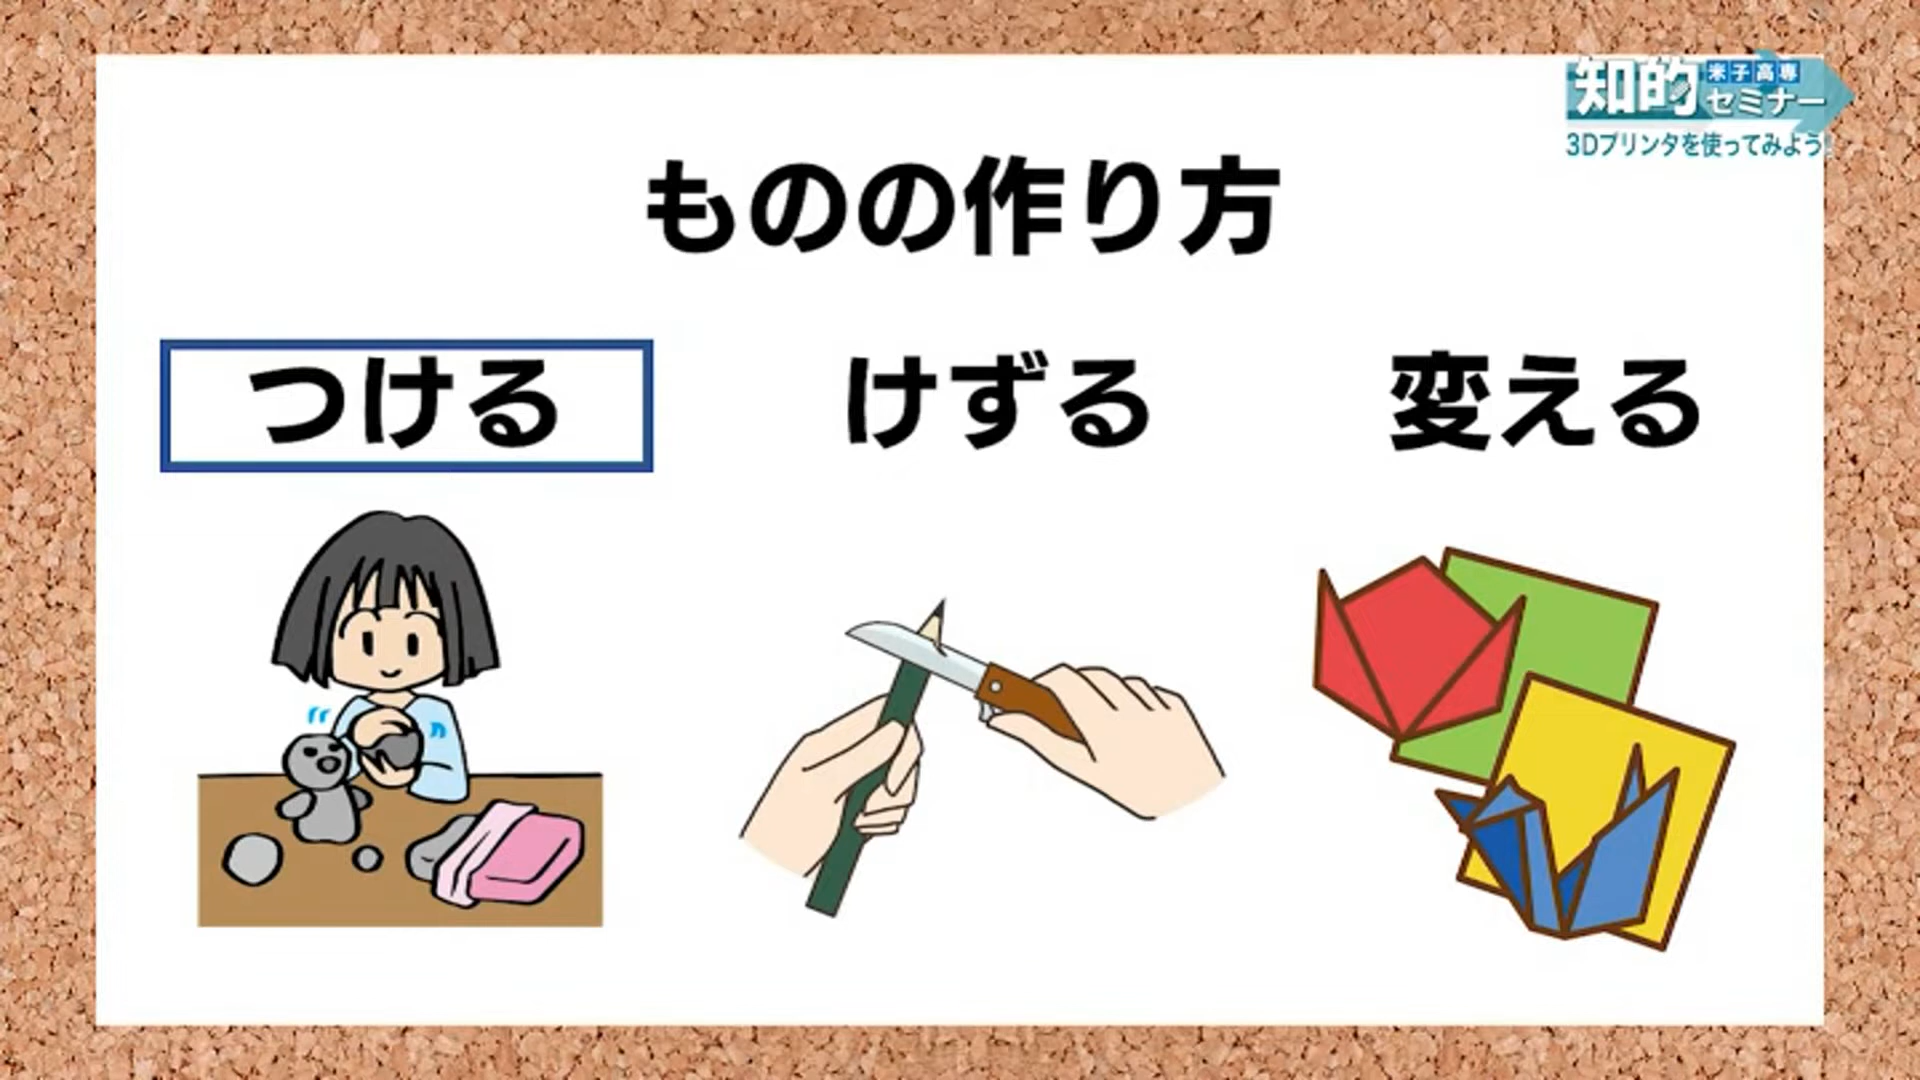 知的 米子高専
セミナー
3Dプリンタを使ってみよう!
ものの作り方
つける けずる 変える